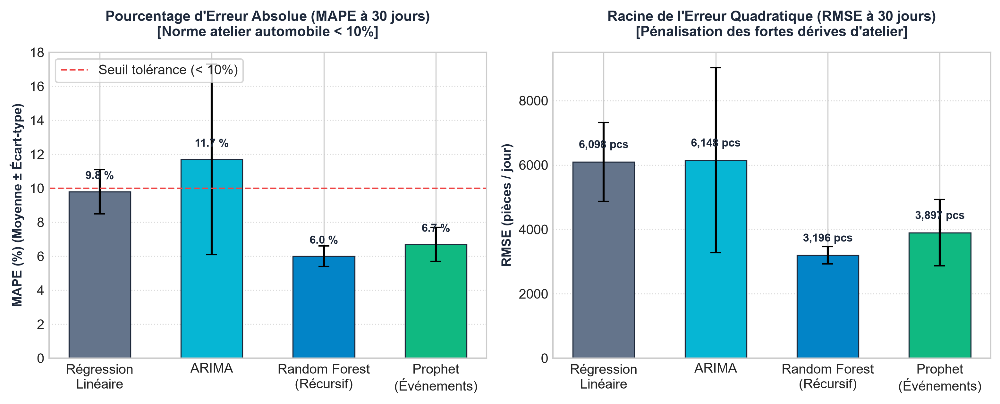 Pourcentage d'Erreur Absolue (MAPE à 30 jours)
[Norme atelier automobile < 10%]
MAPE (%) (Moyenne ± Écart-type)
18
16
14
12
10
8
6
4
2
0
Seuil tolérance (< 10%)
9.8 %
11.7 %
6.0 %
6.7 %
Régression
Linéaire
ARIMA
Random Forest
(Récursif)
Prophet
(Événements)
Racine de l'Erreur Quadratique (RMSE à 30 jours)
[Pénalisation des fortes dérives d'atelier]
RMSE (pièces / jour)
8000
6000
4000
2000
0
6,098 pcs
6,148 pcs
3,196 pcs
3,897 pcs
Régression
Linéaire
ARIMA
Random Forest
(Récursif)
Prophet
(Événements)